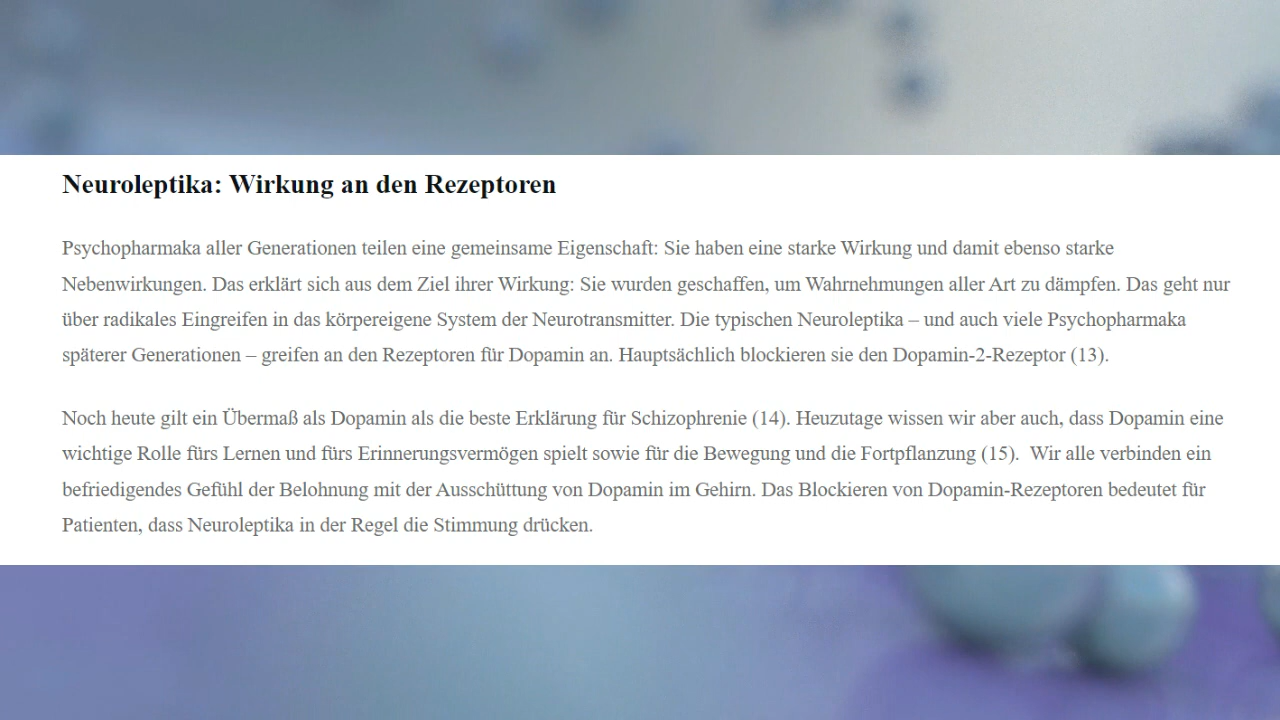 Neuroleptika: Wirkung an den Rezeptoren
Psychopharmaka aller Generationen teilen eine gemeinsame Eigenschaft: Sie haben eine starke Wirkung und damit ebenso starke
Nebenwirkungen. Das erklärt sich aus dem Ziel ihrer Wirkung: Sie wurden geschaffen, um Wahrnehmungen aller Art zu dämpfen. Das geht nur
über radikales Eingreifen in das körpereigene System der Neurotransmitter. Die typischen Neuroleptika – und auch viele Psychopharmaka
späterer Generationen – greifen an den Rezeptoren für Dopamin an. Hauptsächlich blockieren sie den Dopamin-2-Rezeptor (13).
Noch heute gilt ein Übermaß als Dopamin als die beste Erklärung für Schizophrenie (14). Heuzutage wissen wir aber auch, dass Dopamin eine
wichtige Rolle fürs Lernen und fürs Erinnerungsvermögen spielt sowie für die Bewegung und die Fortpflanzung (15).  Wir alle verbinden ein
befriedigendes Gefühl der Belohnung mit der Ausschüttung von Dopamin im Gehirn. Das Blockieren von Dopamin-Rezeptoren bedeutet für
Patienten, dass Neuroleptika in der Regel die Stimmung drücken.